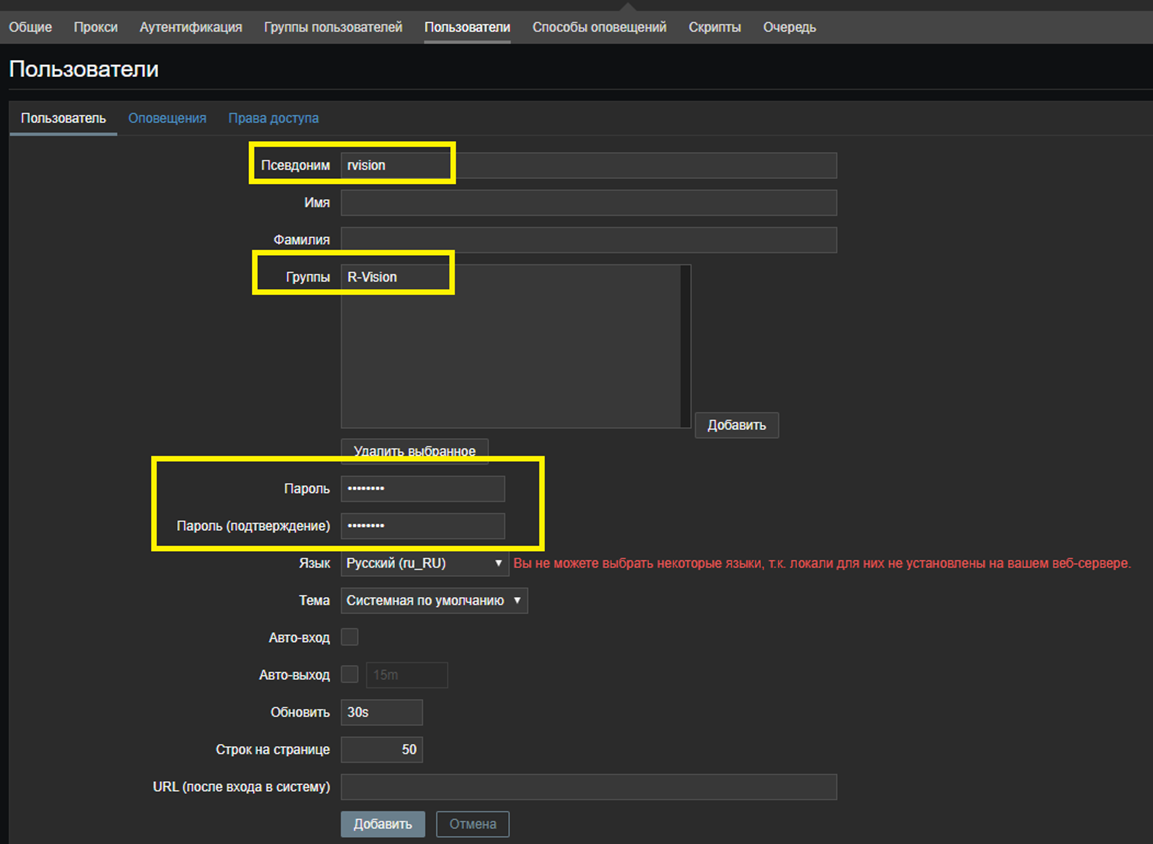 Общие Прокси Аутентификация Группы пользователей Пользователи Способы оповещений Скрипты Очередь
Пользователи
Пользователь Оповещения Права доступа
Псевдоним rvision
Имя
Фамилия
Группы R-Vision
Добавить
Удалить выбранное
Пароль ••••••••
Пароль (подтверждение) ••••••••
Язык Русский (ru_RU) Вы не можете выбрать некоторые языки, т.к. локали для них не установлены на вашем веб-сервере.
Тема Системная по умолчанию
Авто-вход
Авто-выход 15m
Обновить 30s
Строк на странице 50
URL (после входа в систему)
Добавить Отмена